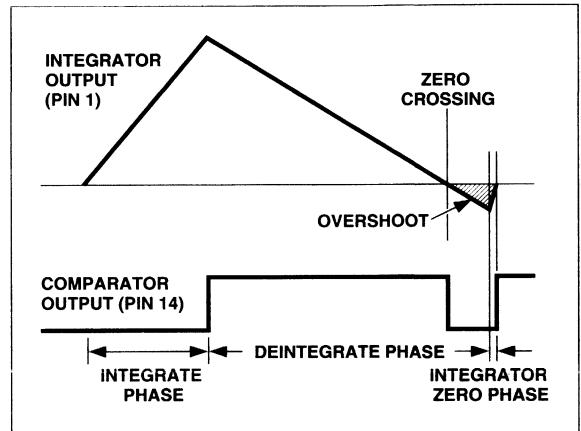 INTEGRATOR
OUTPUT
(PIN 1)
ZERO
CROSSING
OVERSHOOT
COMPARATOR
OUTPUT (PIN 14)
DEINTEGRATE PHASE
INTEGRATE
PHASE
INTEGRATOR
ZERO PHASE